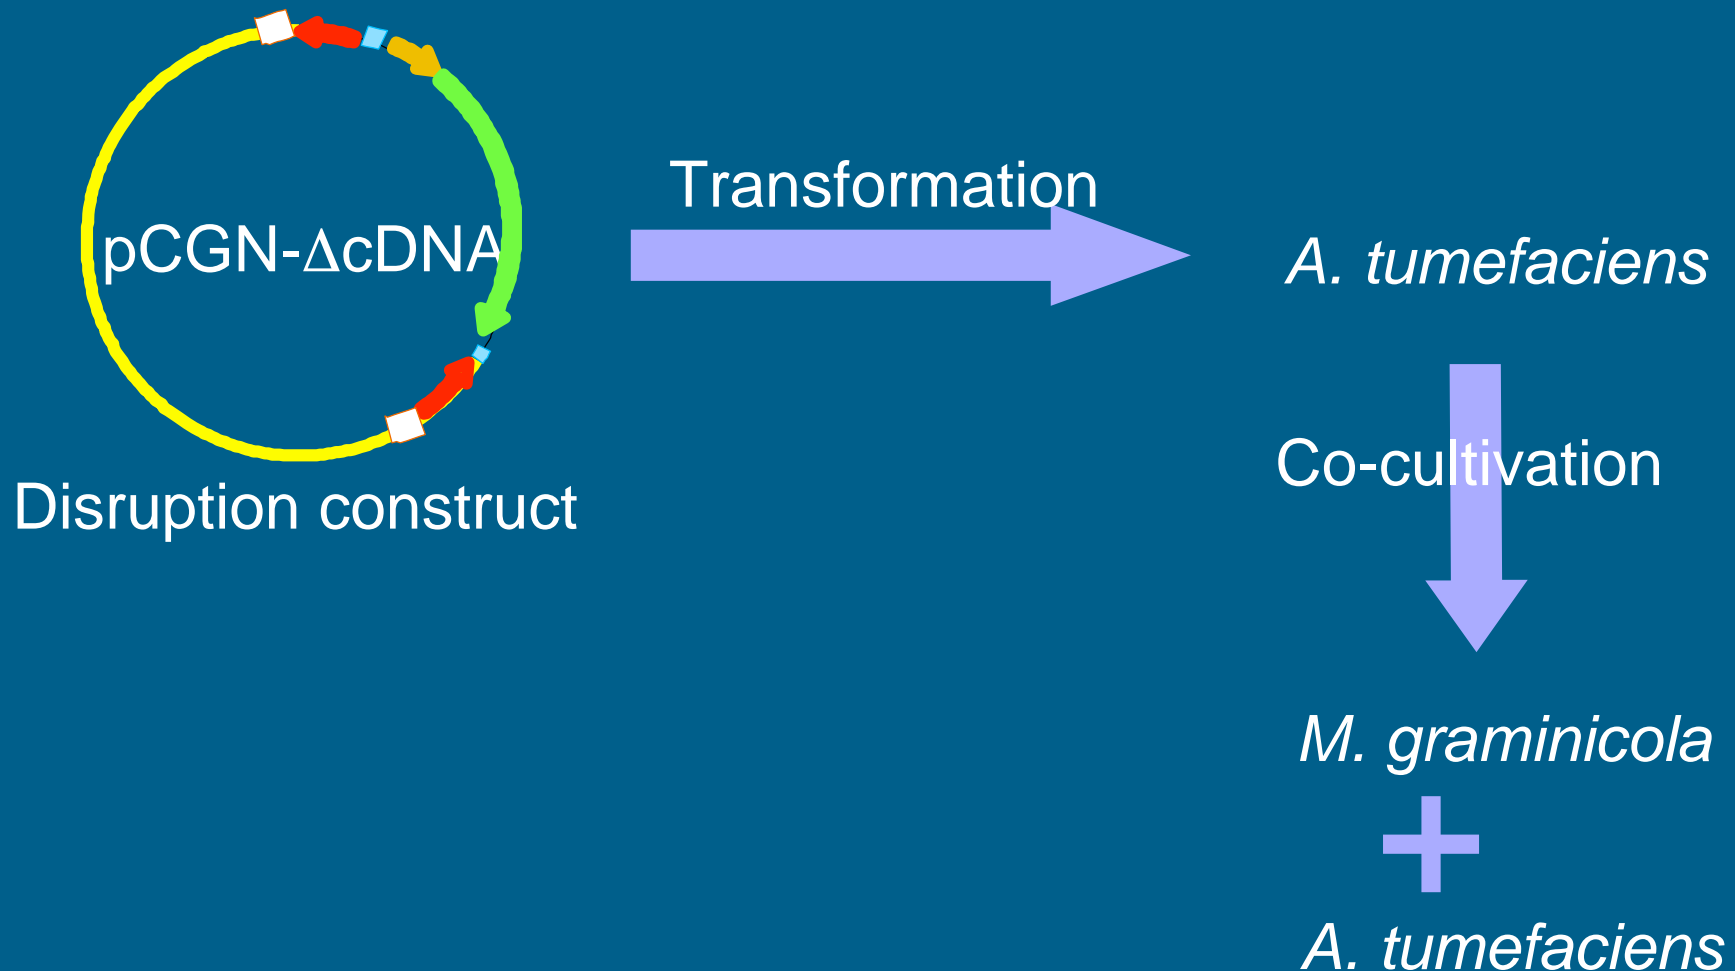 Transformation
pCGN-ΔcDNA
A. tumefaciens
Co-cultivation
Disruption construct
M. graminicola
+
A. tumefaciens